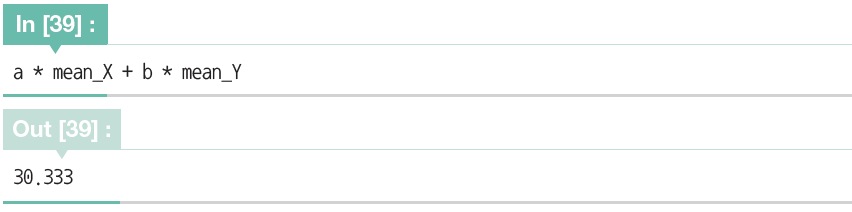 In [39] :
a * mean_X + b * mean_Y
Out [39] :
30.333